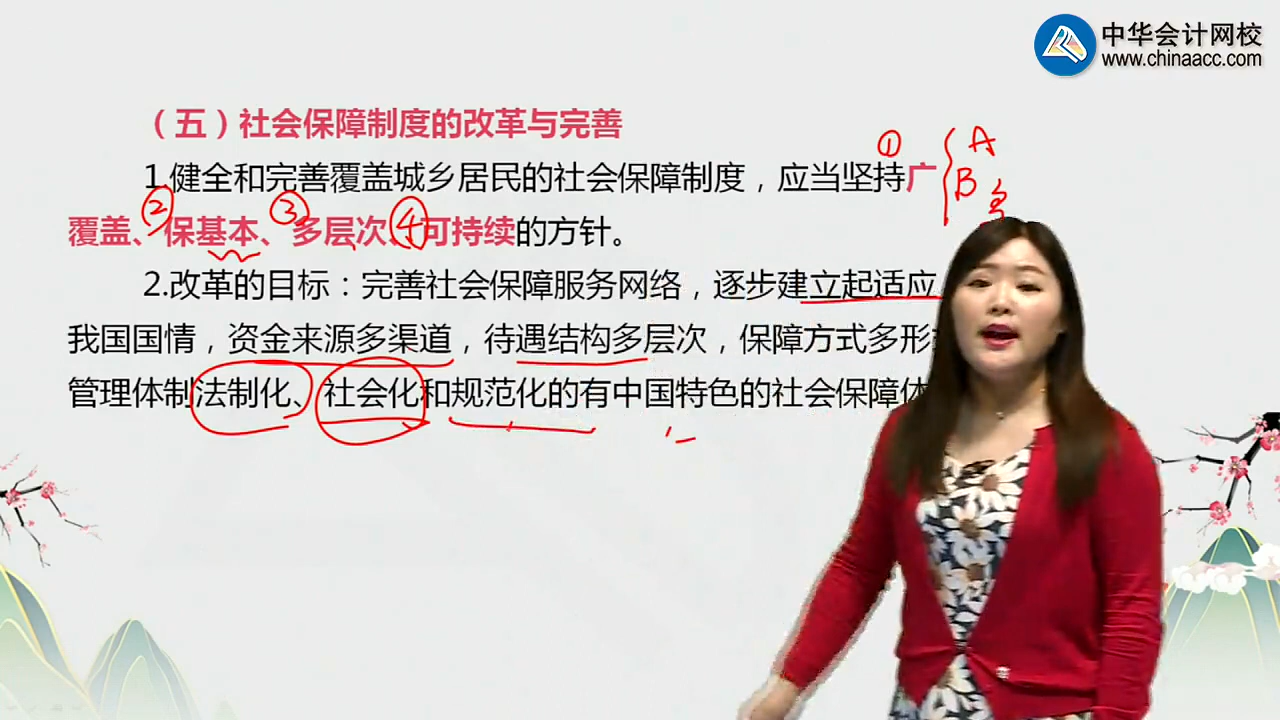 中华会计网校
www.chinaacc.com
（五）社会保障制度的改革与完善
1.健全和完善覆盖城乡居民的社会保障制度，应当坚持广
覆盖、保基本、多层次、可持续的方针。
2.改革的目标：完善社会保障服务网络，逐步建立起适应
我国国情，资金来源多渠道，待遇结构多层次，保障方式多形
管理体制法制化、社会化和规范化的有中国特色的社会保障体
① ② ③ ④
A
B